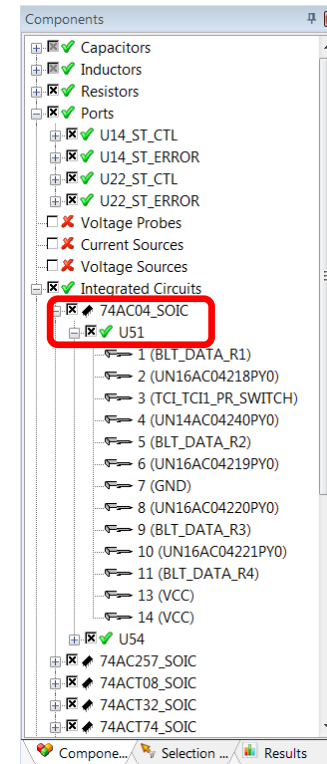 Components
Capacitors
Inductors
Resistors
Ports
U14_ST_CTL
U14_ST_ERROR
U22_ST_CTL
U22_ST_ERROR
Voltage Probes
Current Sources
Voltage Sources
Integrated Circuits
74AC04_SOIC
U51
1 (BLT_DATA_R1)
2 (UN16AC04218PY0)
3 (TCI_TCI1_PR_SWITCH)
4 (UN14AC04240PY0)
5 (BLT_DATA_R2)
6 (UN16AC04219PY0)
7 (GND)
8 (UN16AC04220PY0)
9 (BLT_DATA_R3)
10 (UN16AC04221PY0)
11 (BLT_DATA_R4)
13 (VCC)
14 (VCC)
U54
74AC257_SOIC
74ACT08_SOIC
74ACT32_SOIC
74ACT74_SOIC
Compone... Selection ... Results